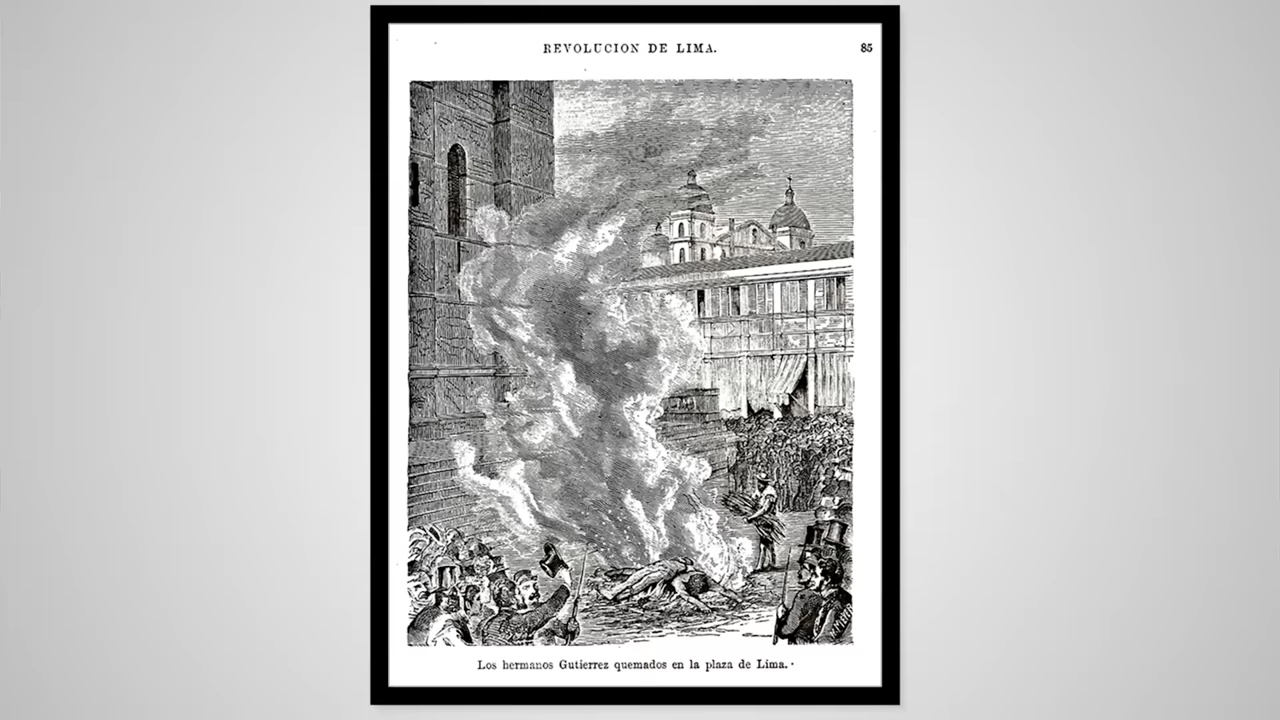 REVOLUCION DE LIMA. 85
Los hermanos Gutierrez quemados en la plaza de Lima.